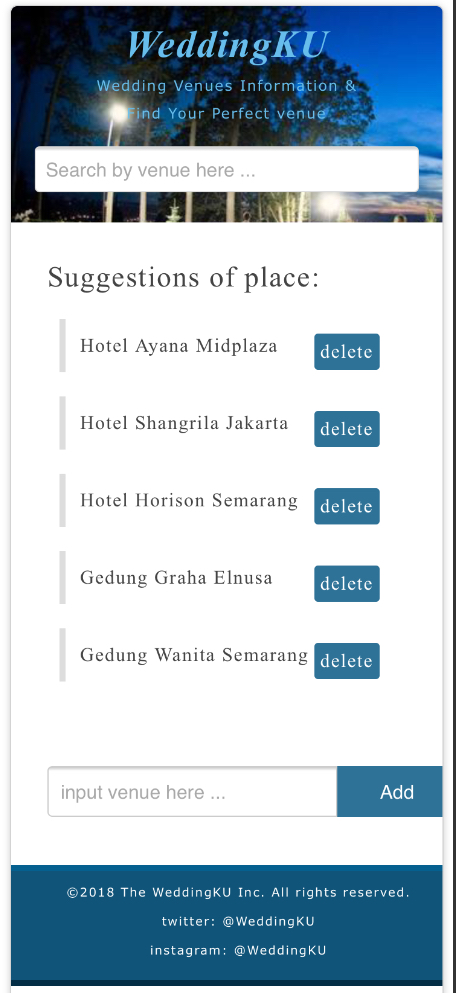 WeddingKU
Wedding Venues Information &
Find Your Perfect venue
Search by venue here ...
Suggestions of place:
Hotel Ayana Midplaza
delete
Hotel Shangrila Jakarta
delete
Hotel Horison Semarang
delete
Gedung Graha Elnusa
delete
Gedung Wanita Semarang
delete
input venue here ...
Add
©2018 The WeddingKU Inc. All rights reserved.
twitter: @WeddingKU
instagram: @WeddingKU